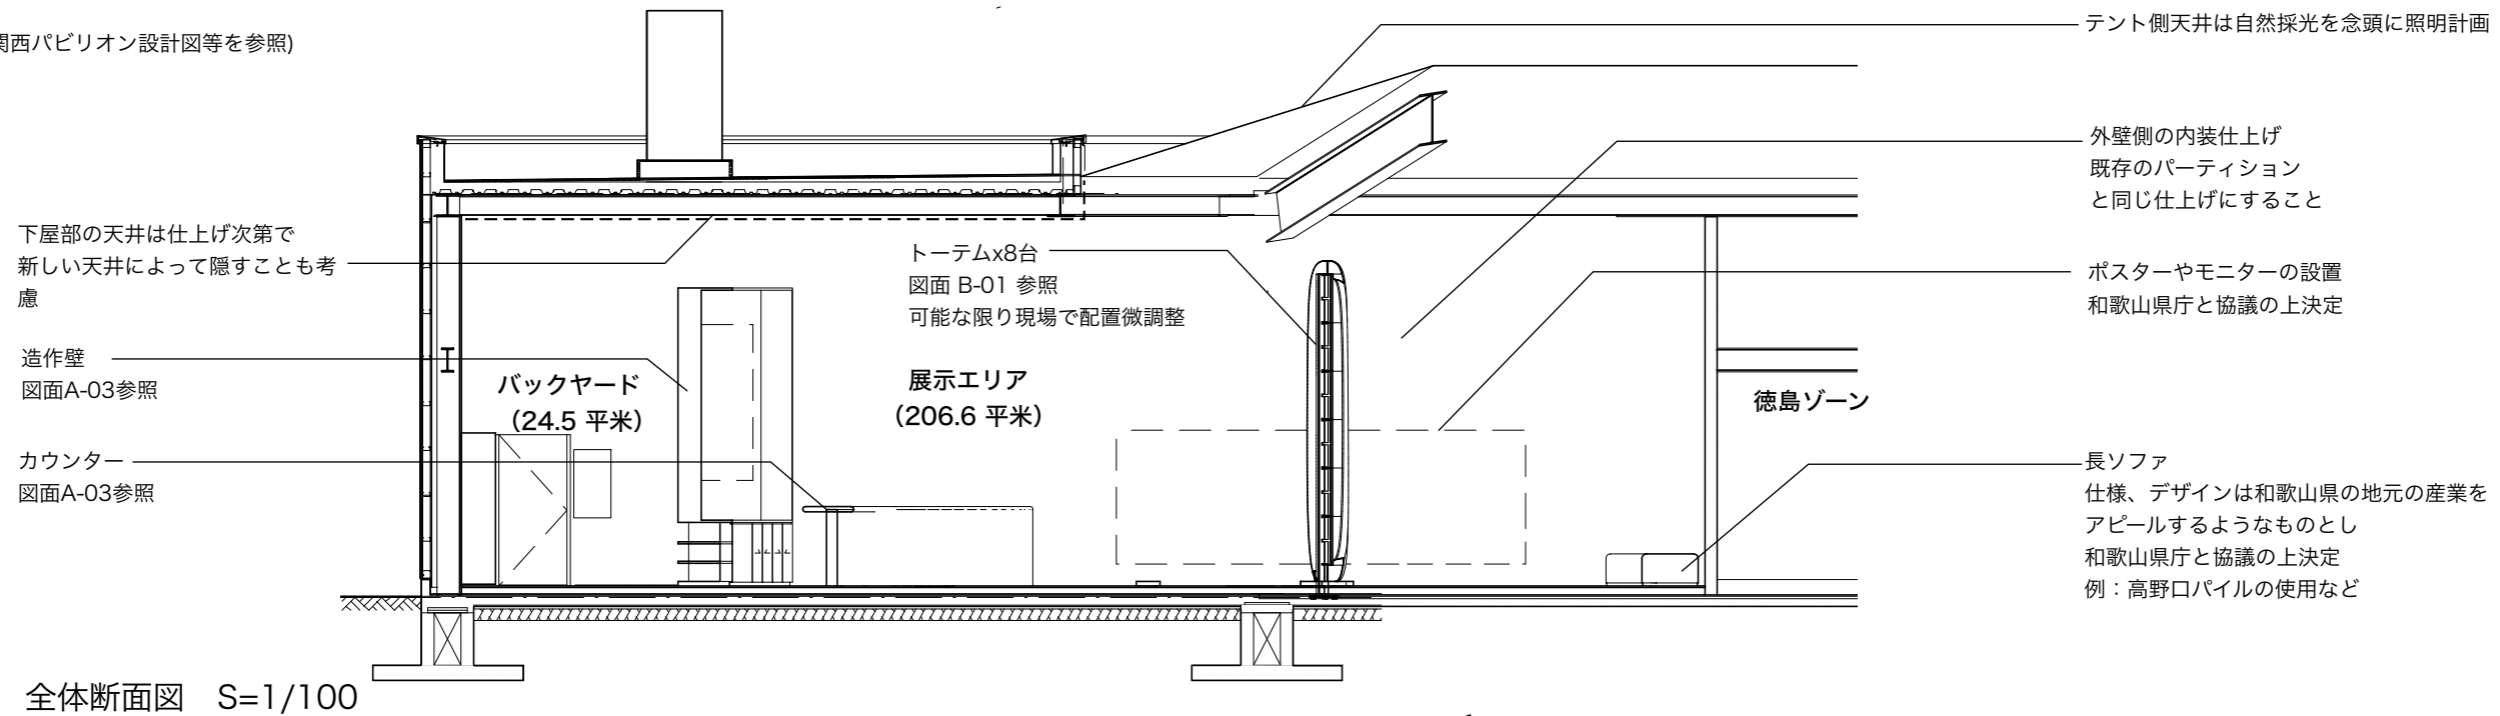 関西パビリオン設計図等を参照)
テント側天井は自然採光を念頭に照明計画
外壁側の内装仕上げ
既存のパーティション
と同じ仕上げにすること
下屋部の天井は仕上げ次第で
新しい天井によって隠すことも考
慮
トーテムx8台
図面 B-01 参照
可能な限り現場で配置微調整
ポスターやモニターの設置
和歌山県庁と協議の上決定
造作壁
図面A-03参照
バックヤード
（24.5 平米）
展示エリア
（206.6 平米）
徳島ゾーン
カウンター
図面A-03参照
長ソファ
仕様、デザインは和歌山県の地元の産業を
アピールするようなものとし
和歌山県庁と協議の上決定
例：高野口パイルの使用など
全体断面図　S=1/100